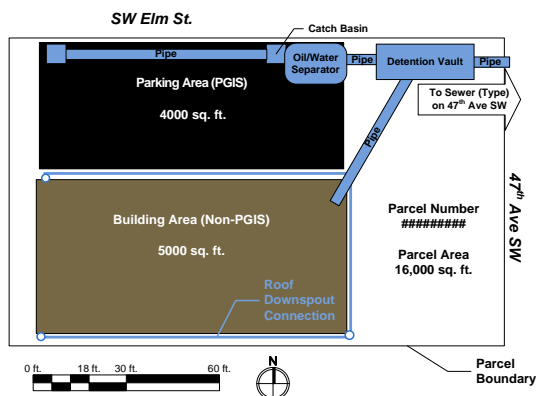 SW Elm St.
Catch Basin
Pipe
Oil/Water
Separator
Pipe
Detention Vault
Pipe
Parking Area (PGIS)
4000 sq. ft.
To Sewer (Type)
on 47th Ave SW
Pipe
47th Ave SW
Building Area (Non-PGIS)
5000 sq. ft.
Parcel Number
#########
Parcel Area
16,000 sq. ft.
Roof
Downspout
Connection
0 ft.
18 ft.
30 ft.
60 ft.
N
Parcel
Boundary